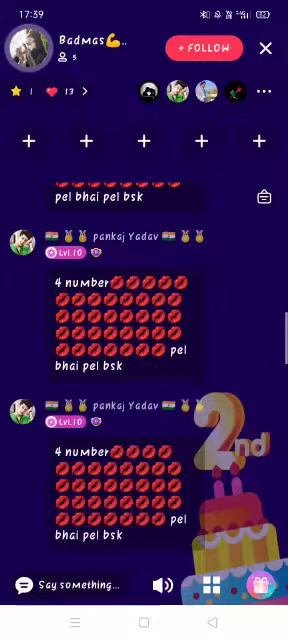 17:39
Badmas💪..
+ FOLLOW
5
1 13
pel bhai pel bsk
pankaj Yadav
Lvl.10
4 number💋💋💋💋💋
💋💋💋💋💋💋💋💋
💋💋💋💋💋💋💋💋
💋💋💋💋💋💋💋💋
💋💋💋💋💋💋💋 pel
bhai pel bsk
pankaj Yadav
Lvl.10
4 number💋💋💋💋
💋💋💋💋💋💋💋💋
💋💋💋💋💋💋💋💋
💋💋💋💋💋💋💋💋
💋💋💋💋💋💋💋 pel
bhai pel bsk
2nd
Say something...